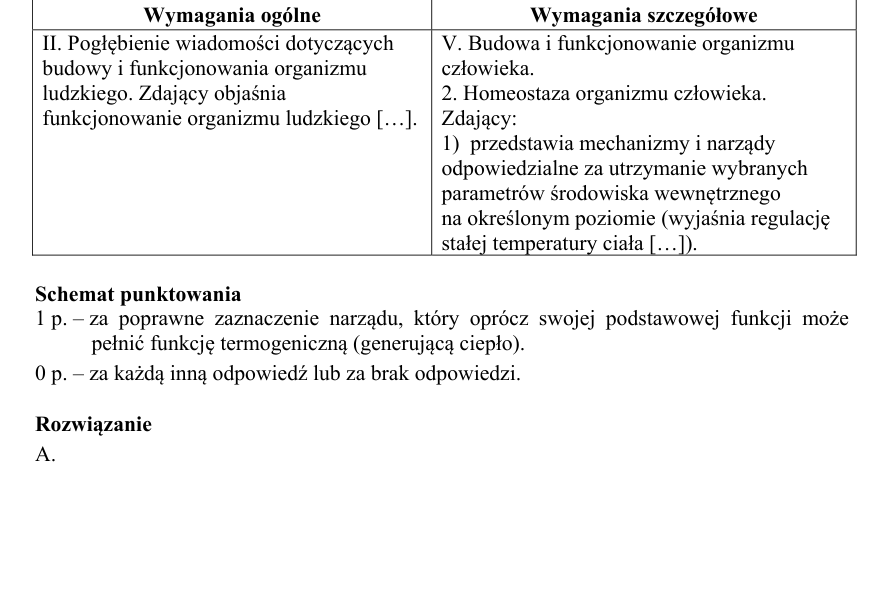 Wymagania ogólne
Wymagania szczegółowe
II. Pogłębienie wiadomości dotyczących
budowy i funkcjonowania organizmu
ludzkiego. Zdający objaśnia
funkcjonowanie organizmu ludzkiego […].
V. Budowa i funkcjonowanie organizmu
człowieka.
2. Homeostaza organizmu człowieka.
Zdający:
1) przedstawia mechanizmy i narządy
odpowiedzialne za utrzymanie wybranych
parametrów środowiska wewnętrznego
na określonym poziomie (wyjaśnia regulację
stałej temperatury ciała […]).
Schemat punktowania
1 p. – za poprawne zaznaczenie narządu, który oprócz swojej podstawowej funkcji może
pełnić funkcję termogeniczną (generującą ciepło).
0 p. – za każdą inną odpowiedź lub za brak odpowiedzi.
Rozwiązanie
A.